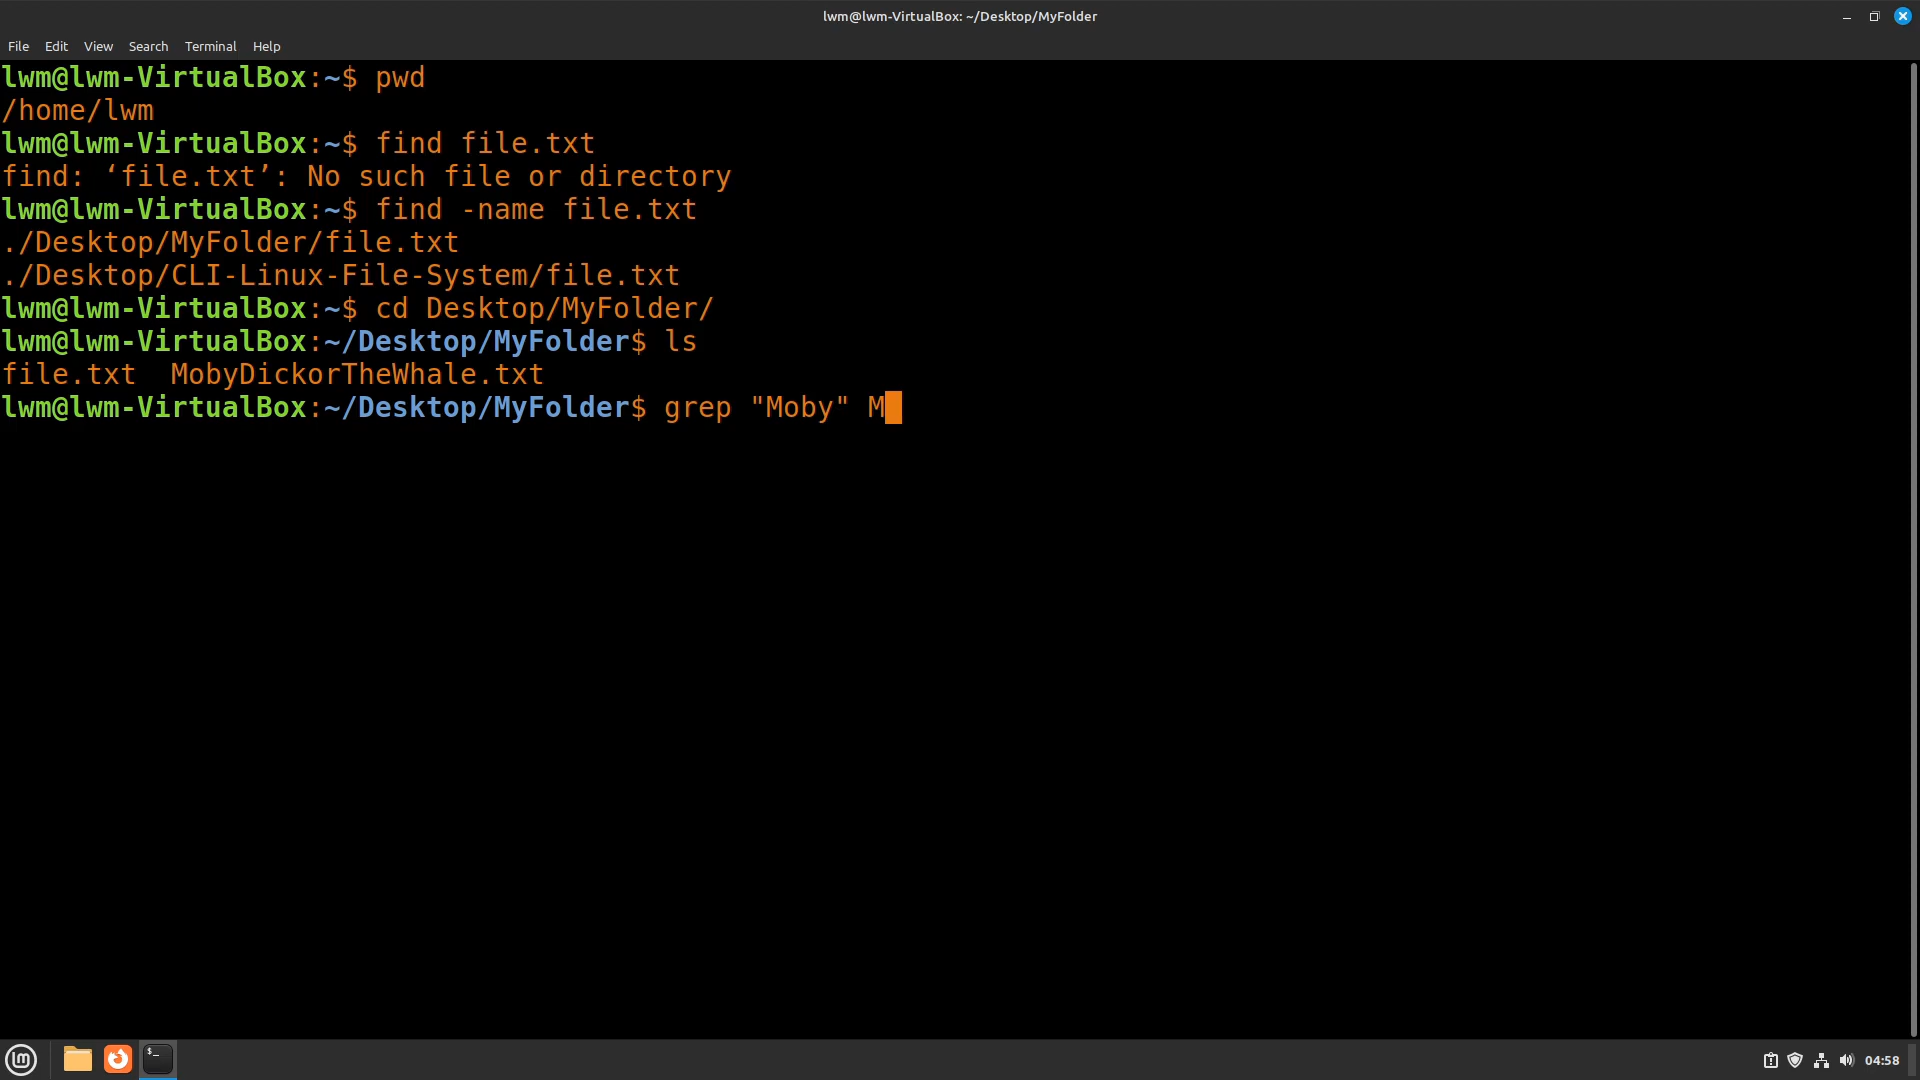 lwm@lwm-VirtualBox: ~/Desktop/MyFolder
File Edit View Search Terminal Help
lwm@lwm-VirtualBox:~$ pwd
/home/lwm
lwm@lwm-VirtualBox:~$ find file.txt
find: ‘file.txt’: No such file or directory
lwm@lwm-VirtualBox:~$ find -name file.txt
./Desktop/MyFolder/file.txt
./Desktop/CLI-Linux-File-System/file.txt
lwm@lwm-VirtualBox:~$ cd Desktop/MyFolder/
lwm@lwm-VirtualBox:~/Desktop/MyFolder$ ls
file.txt  MobyDickorTheWhale.txt
lwm@lwm-VirtualBox:~/Desktop/MyFolder$ grep "Moby" M
$_
04:58